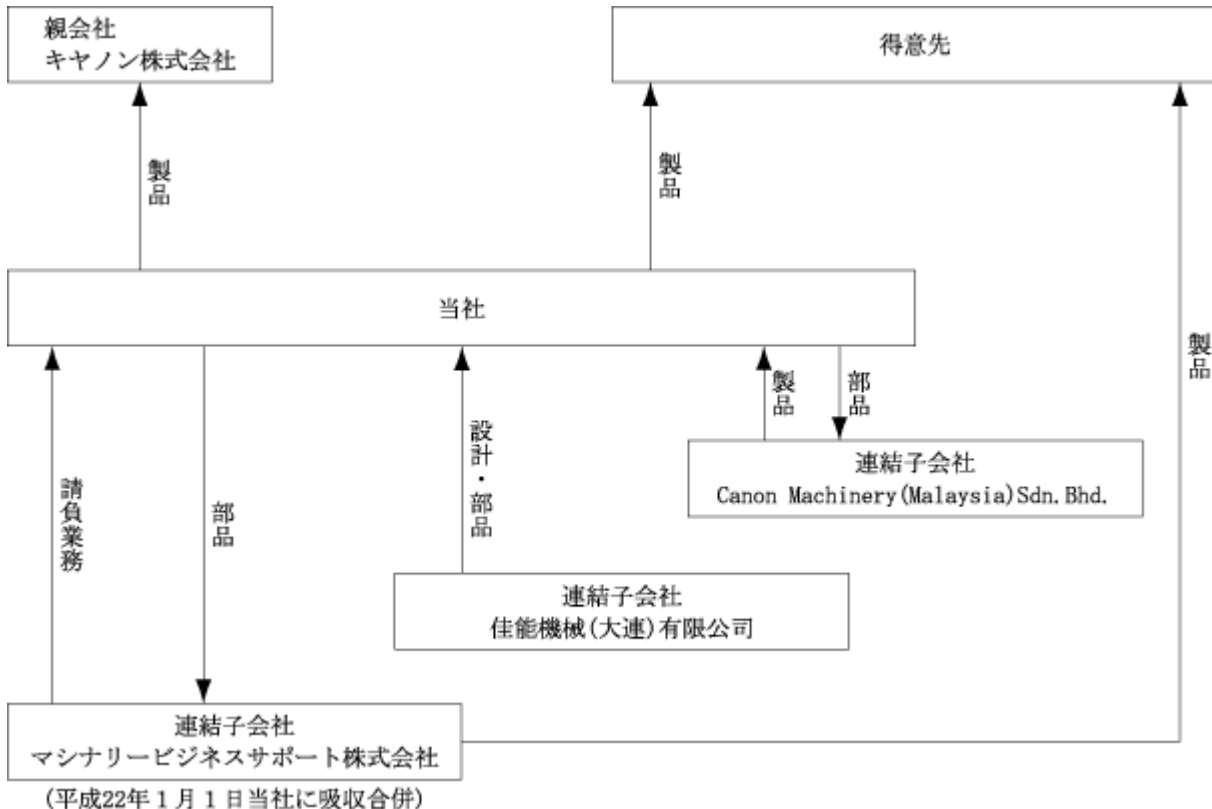 親会社
キヤノン株式会社
得意先
製品
製品
当社
製品
請負業務
部品
設計・部品
製品
部品
連結子会社
Canon Machinery(Malaysia)Sdn.Bhd.
連結子会社
佳能機械(大連)有限公司
連結子会社
マシナリービジネスサポート株式会社
(平成22年1月1日当社に吸収合併)